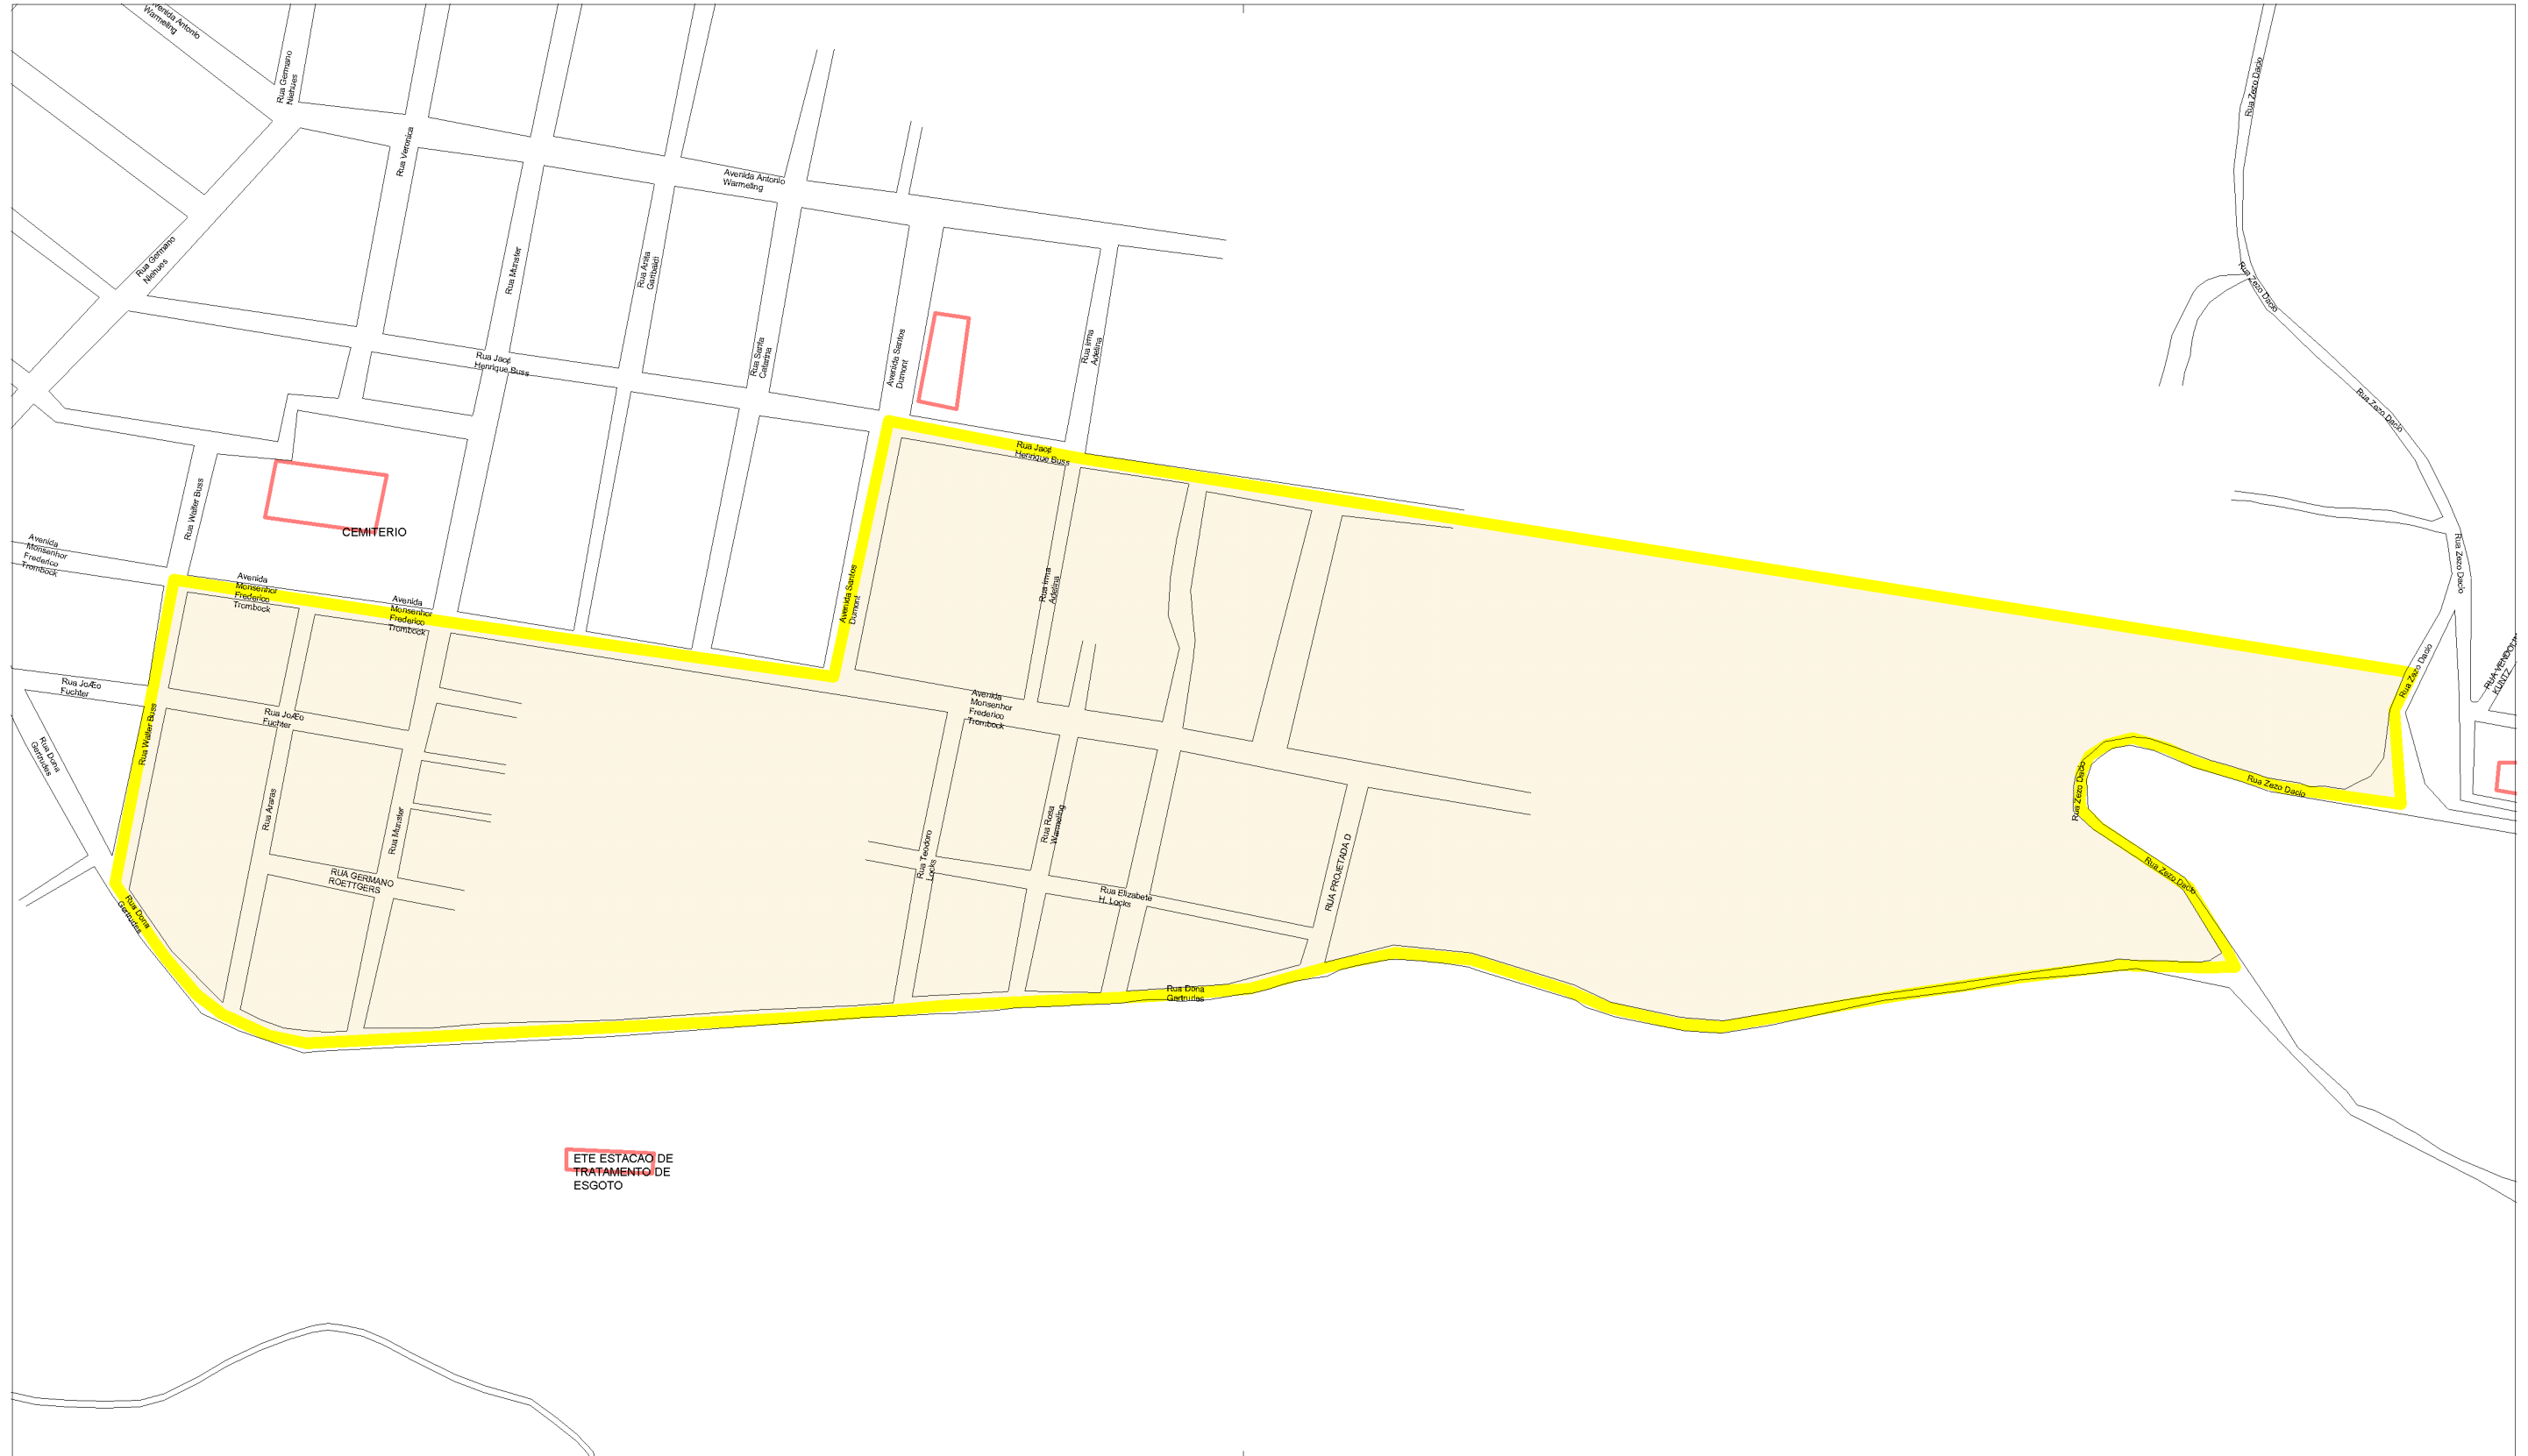 Avenida Antonio
Warmeling
Rua Germano
Niehues
Rua Zezo Dacio
Rua Veronica
Avenida Antonio
Warmeling
Rua Germano
Niehues
Rua Munster
Rua Anita
Garibaldi
Rua Zezo Dacio
Rua Jacó
Henrique Buss
Rua Santa
Catarina
Avenida Santos
Dumont
Rua Irma
Adelina
Rua Zezo Dacio
Rua Jacó
Henrique Buss
Rua Walter Buss
CEMITERIO
Avenida
Monsenhor
Frederico
Trombock
Avenida
Monsenhor
Frederico
Trombock
Avenida
Monsenhor
Frederico
Trombock
Avenida Santos
Dumont
Rua Irma
Adelina
Rua Zezo Dacio
Rua Zezo Dacio
KUNTZ
Rua JoÆo
Fuchter
Rua JoÆo
Fuchter
Avenida
Monsenhor
Frederico
Trombock
Rua Walter Buss
Rua Dona
Gertrudes
Rua Zezo Dacio
Rua Zezo Dacio
Rua Araras
Rua Munster
Rua Teodoro
Locks
Rua Rosa
Warmeling
RUA PROJETADA D
Rua Zezo Dacio
RUA GERMANO
ROETTGERS
Rua Elizabete
H. Locks
Rua Dona
Gertrudes
Rua Dona
Gertrudes
ETE ESTACAO DE
TRATAMENTO DE
ESGOTO